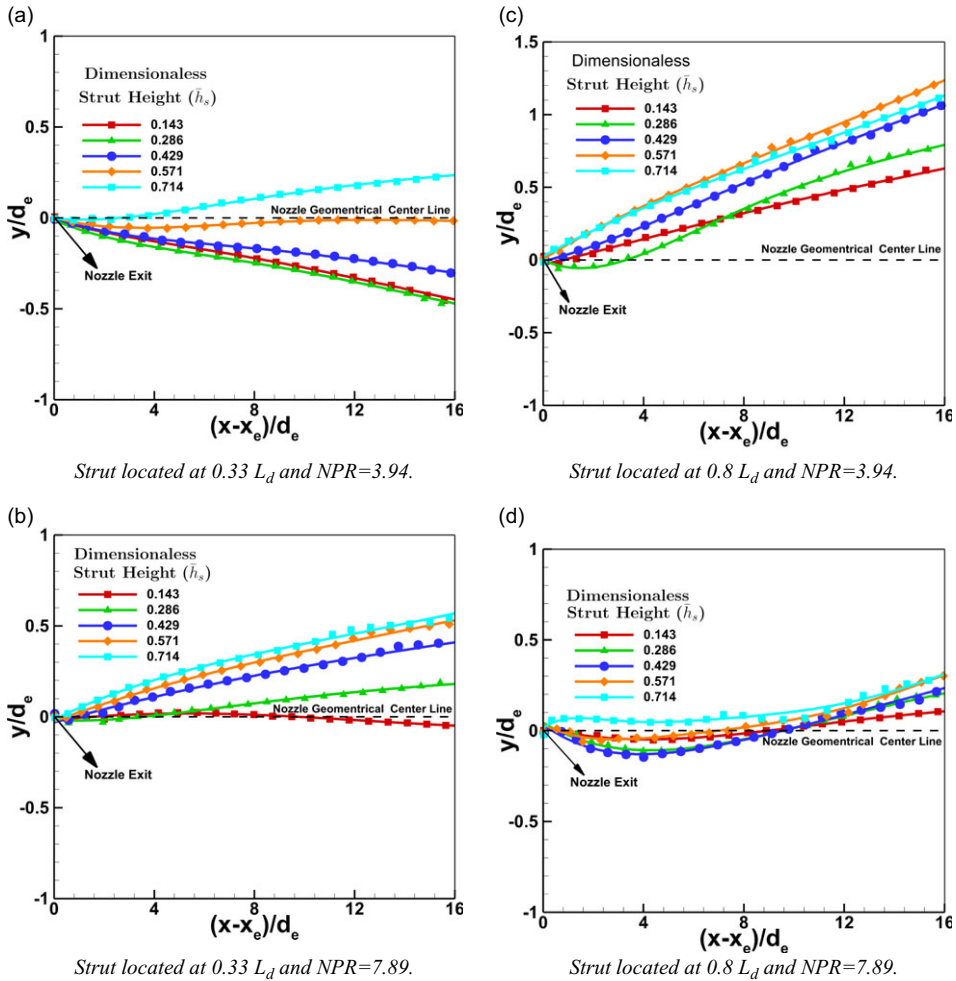 (a)
1
0.5
0
-0.5
-1
y/de
Dimensionaless
Strut Height (h̄s)
0.143
0.286
0.429
0.571
0.714
Nozzle Geometrical Center Line
Nozzle Exit
0 4 8 12 16
(x-xe)/de
Strut located at 0.33 Ld and NPR=3.94.
(c)
1.5
1
0.5
0
0.5
-1
y/de
Dimensionaless
Strut Height (h̄s)
0.143
0.286
0.429
0.571
0.714
Nozzle Geometrical Center Line
Nozzle Exit
0 4 8 12 16
(x-xe)/de
Strut located at 0.8 Ld and NPR=3.94.
(b)
1
0.5
0
-0.5
-1
y/de
Dimensionaless
Strut Height (h̄s)
0.143
0.286
0.429
0.571
0.714
Nozzle Geometrical Center Line
Nozzle Exit
0 4 8 12 16
(x-xe)/de
Strut located at 0.33 Ld and NPR=7.89.
(d)
1
0.5
0
-0.5
-1
y/de
Dimensionaless
Strut Height (h̄s)
0.143
0.286
0.429
0.571
0.714
Nozzle Geometrical Center Line
Nozzle Exit
0 4 8 12 16
(x-xe)/de
Strut located at 0.8 Ld and NPR=7.89.